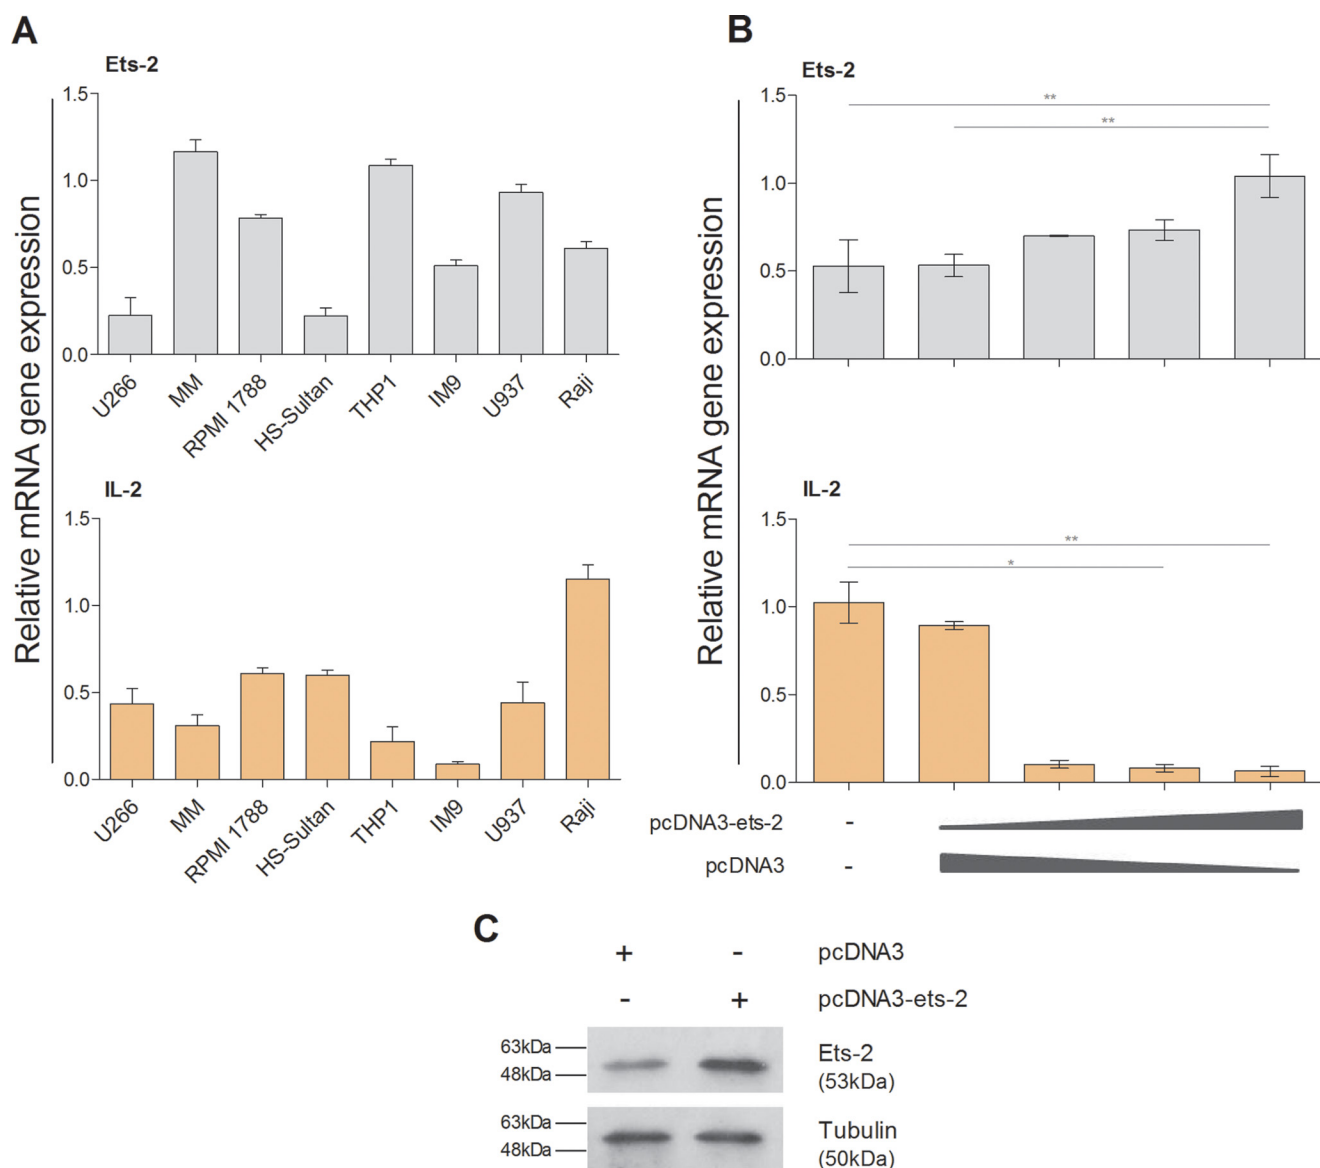 A
Ets-2
Relative mRNA gene expression
1.5
1.0
0.5
0.0
U266
MM
RPMI 1788
HS-Sultan
THP1
IM9
U937
Raji
IL-2
1.5
1.0
0.5
0.0
U266
MM
RPMI 1788
HS-Sultan
THP1
IM9
U937
Raji
B
Ets-2
Relative mRNA gene expression
1.5
1.0
0.5
0.0
**
**
IL-2
1.5
1.0
0.5
0.0
**
*
pcDNA3-ets-2 -
pcDNA3 -
C
+ - pcDNA3
- + pcDNA3-ets-2
63kDa
48kDa
Ets-2
(53kDa)
63kDa
48kDa
Tubulin
(50kDa)